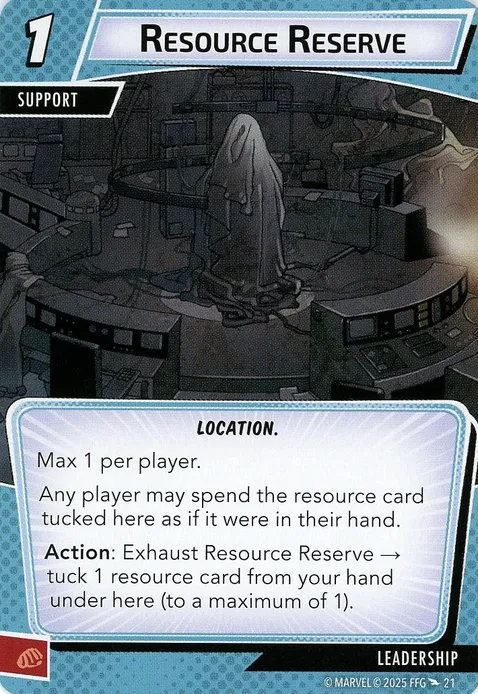 1
RESOURCE RESERVE
SUPPORT
LOCATION.
Max 1 per player.
Any player may spend the resource card
tucked here as if it were in their hand.
Action: Exhaust Resource Reserve →
tuck 1 resource card from your hand
under here (to a maximum of 1).
LEADERSHIP
© MARVEL © 2025 FFG 21